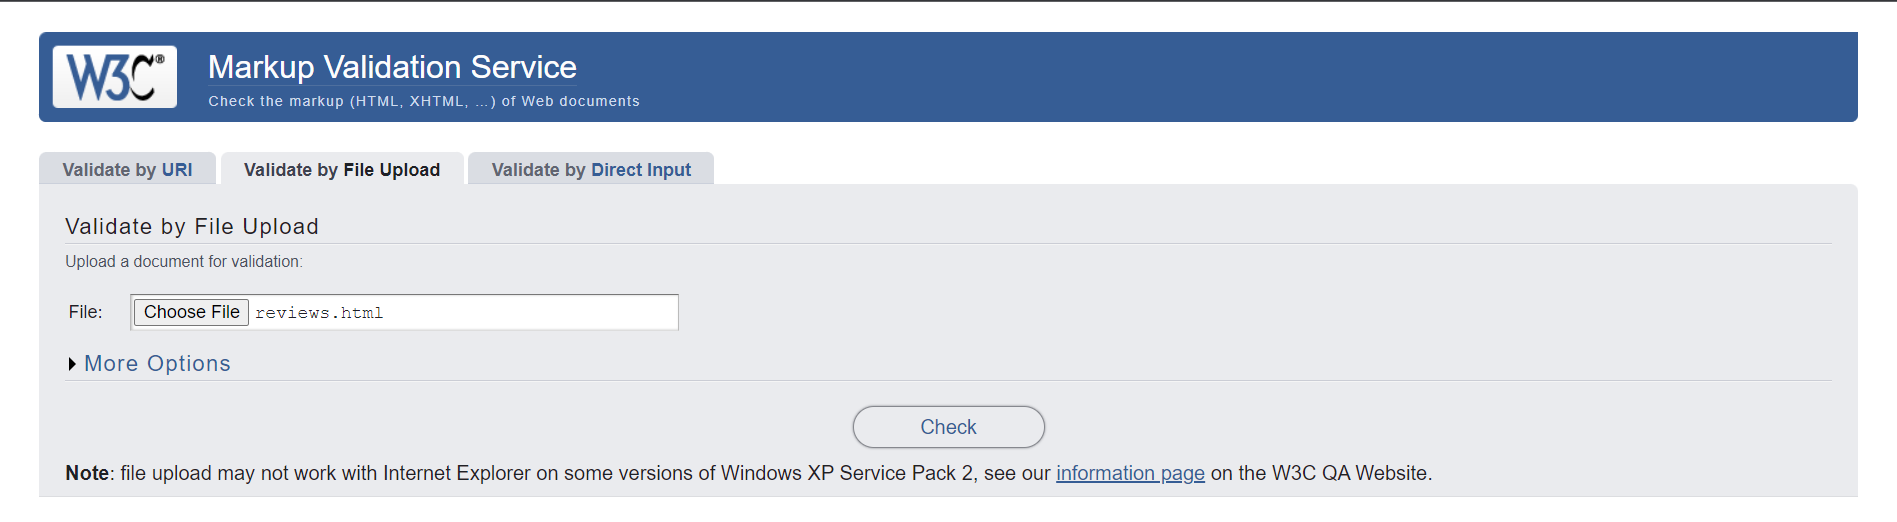 W3C®
Markup Validation Service
Check the markup (HTML, XHTML, ...) of Web documents
Validate by URI
Validate by File Upload
Validate by Direct Input
Validate by File Upload
Upload a document for validation:
File: Choose File reviews.html
More Options
Check
Note: file upload may not work with Internet Explorer on some versions of Windows XP Service Pack 2, see our information page on the W3C QA Website.